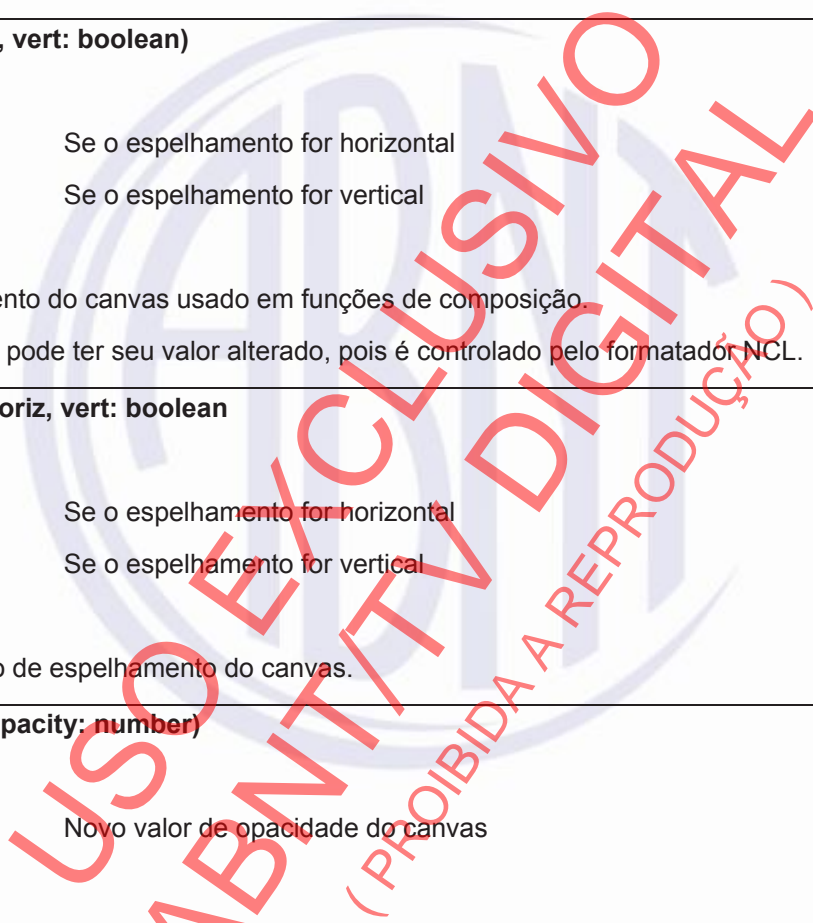 , vert: boolean)
Se o espelhamento for horizontal
Se o espelhamento for vertical
ento do canvas usado em funções de composição.
pode ter seu valor alterado, pois é controlado pelo formatador NCL.
oriz, vert: boolean
Se o espelhamento for horizontal
Se o espelhamento for vertical
o de espelhamento do canvas.
pacity: number)
Novo valor de opacidade do canvas
USO EXCLUSIVO
ABNT/TV DIGITAL
( PROIBIDA A REPRODUÇÃO )
ABNT